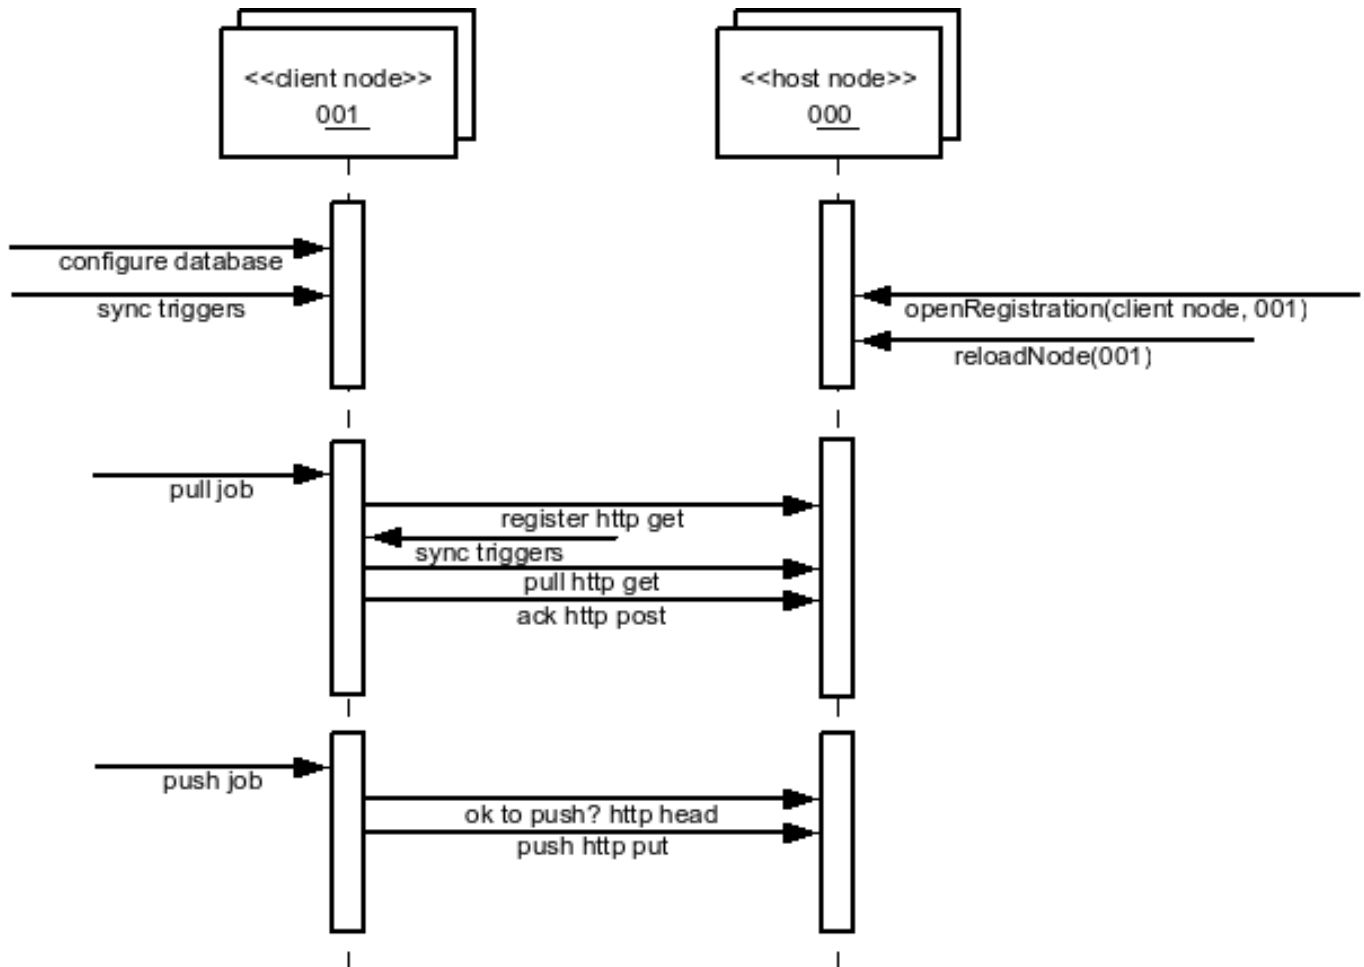 <<client node>>
001
<<host node>>
000
configure database
sync triggers
openRegistration(client node, 001)
reloadNode(001)
pull job
register http get
sync triggers
pull http get
ack http post
push job
ok to push? http head
push http put